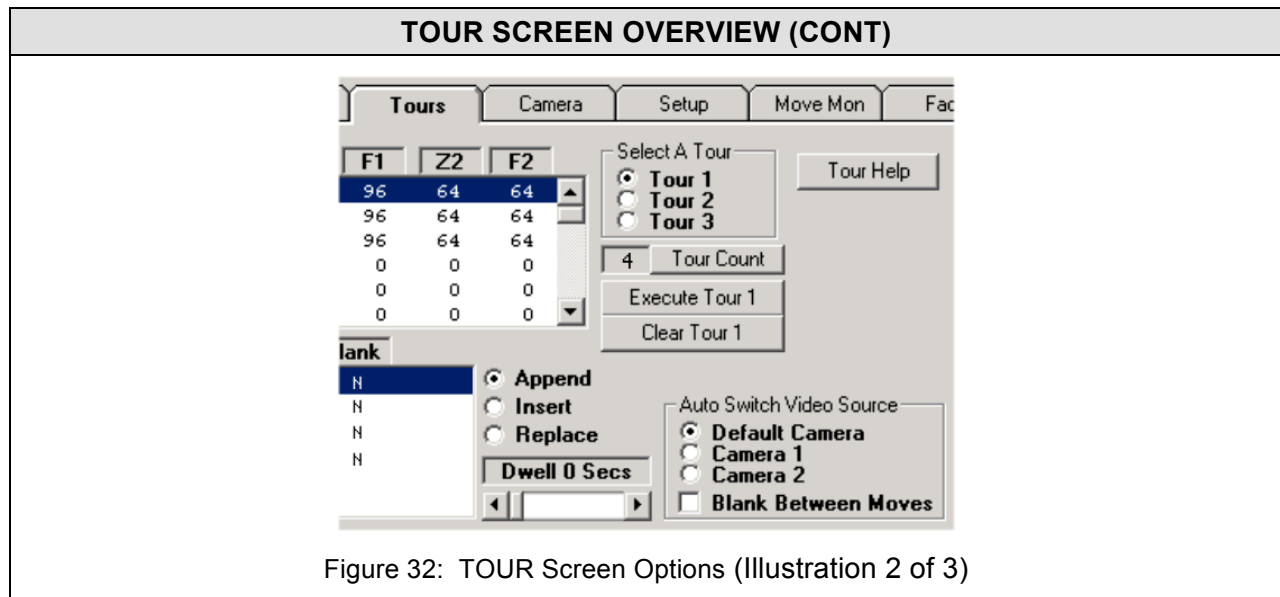 TOUR SCREEN OVERVIEW (CONT)
Tours Camera Setup Move Mon Fac
F1 Z2 F2
96 64 64
96 64 64
96 64 64
0 0 0
0 0 0
0 0 0
Select A Tour
Tour 1
Tour 2
Tour 3
Tour Help
4 Tour Count
Execute Tour 1
Clear Tour 1
lank
N
N
N
N
Append
Insert
Replace
Dwell 0 Secs
Auto Switch Video Source
Default Camera
Camera 1
Camera 2
Blank Between Moves
Figure 32: TOUR Screen Options (Illustration 2 of 3)